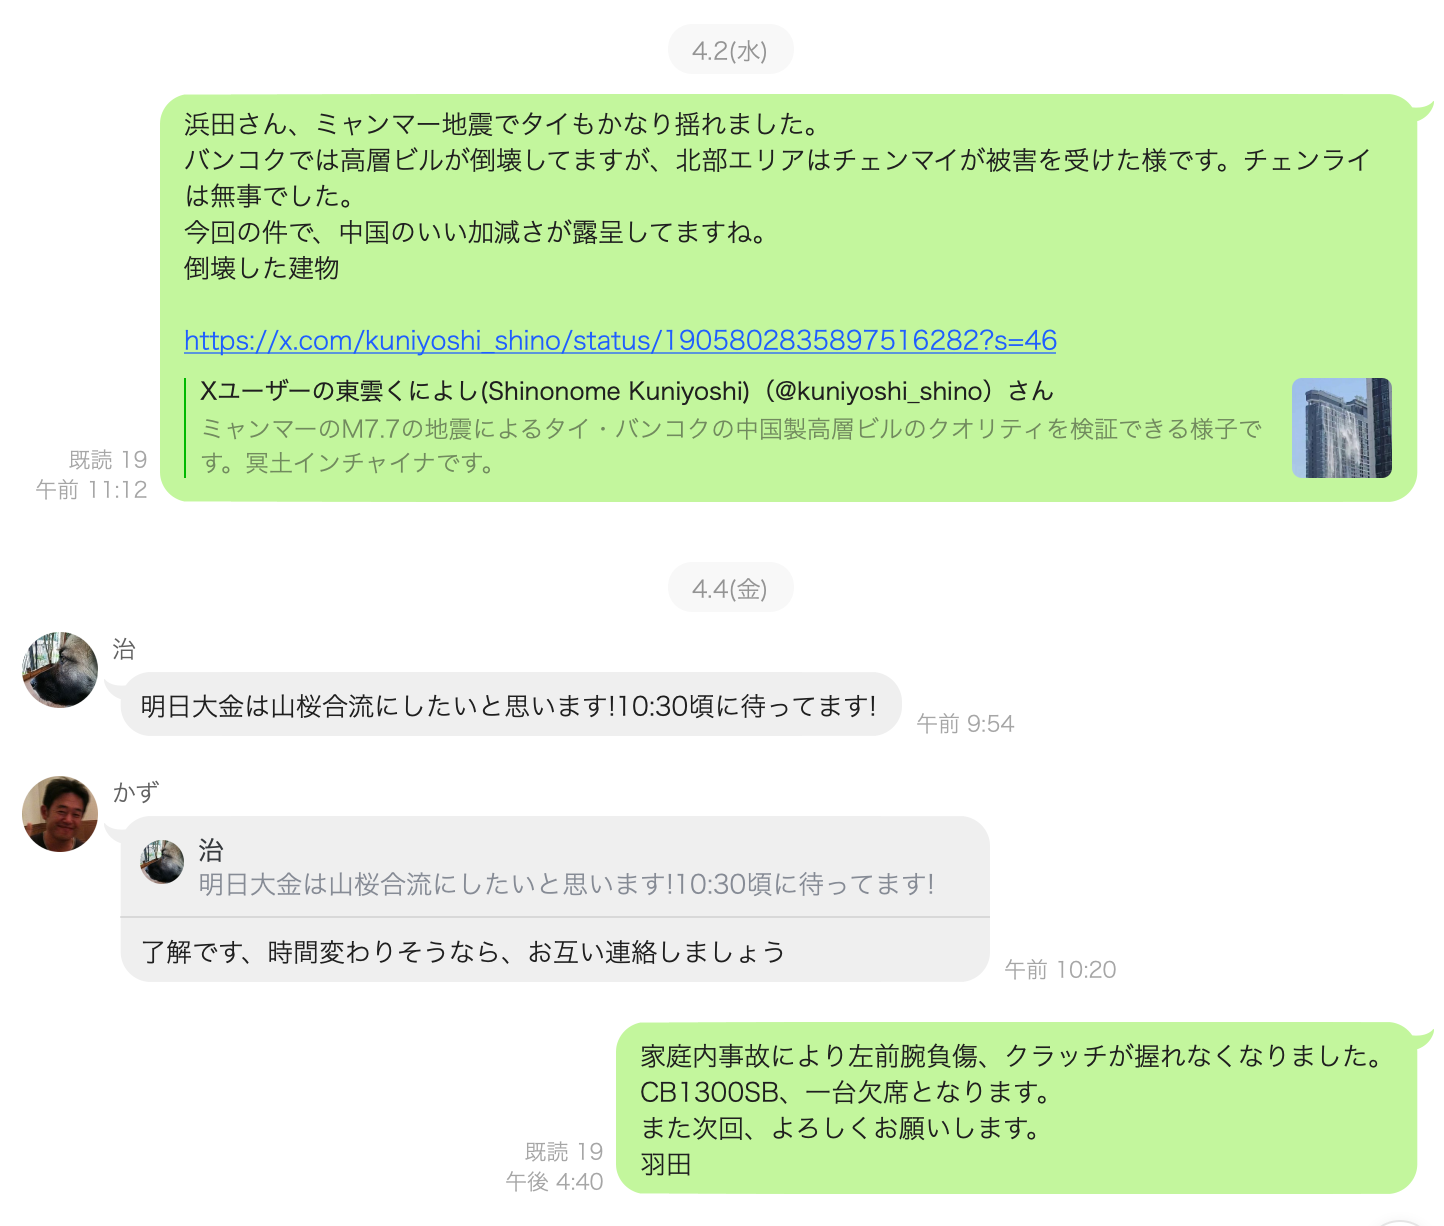 4.2(水)
浜田さん、ミャンマー地震でタイもかなり揺れました。
バンコクでは高層ビルが倒壊してますが、北部エリアはチェンマイが被害を受けた様です。チェンライ
は無事でした。
今回の件で、中国のいい加減さが露呈してますね。
倒壊した建物
https://x.com/kuniyoshi_shino/status/1905802835897516282?s=46
Xユーザーの東雲くによし(Shinonome Kuniyoshi)（@kuniyoshi_shino）さん
ミャンマーのM7.7の地震によるタイ・バンコクの中国製高層ビルのクオリティを検証できる様子で
す。冥土インチャイナです。
既読 19
午前 11:12
4.4(金)
治
明日大金は山桜合流にしたいと思います!10:30頃に待ってます!
午前 9:54
かず
治
明日大金は山桜合流にしたいと思います!10:30頃に待ってます!
了解です、時間変わりそうなら、お互い連絡しましょう
午前 10:20
家庭内事故により左前腕負傷、クラッチが握れなくなりました。
CB1300SB、一台欠席となります。
また次回、よろしくお願いします。
羽田
既読 19
午後 4:40